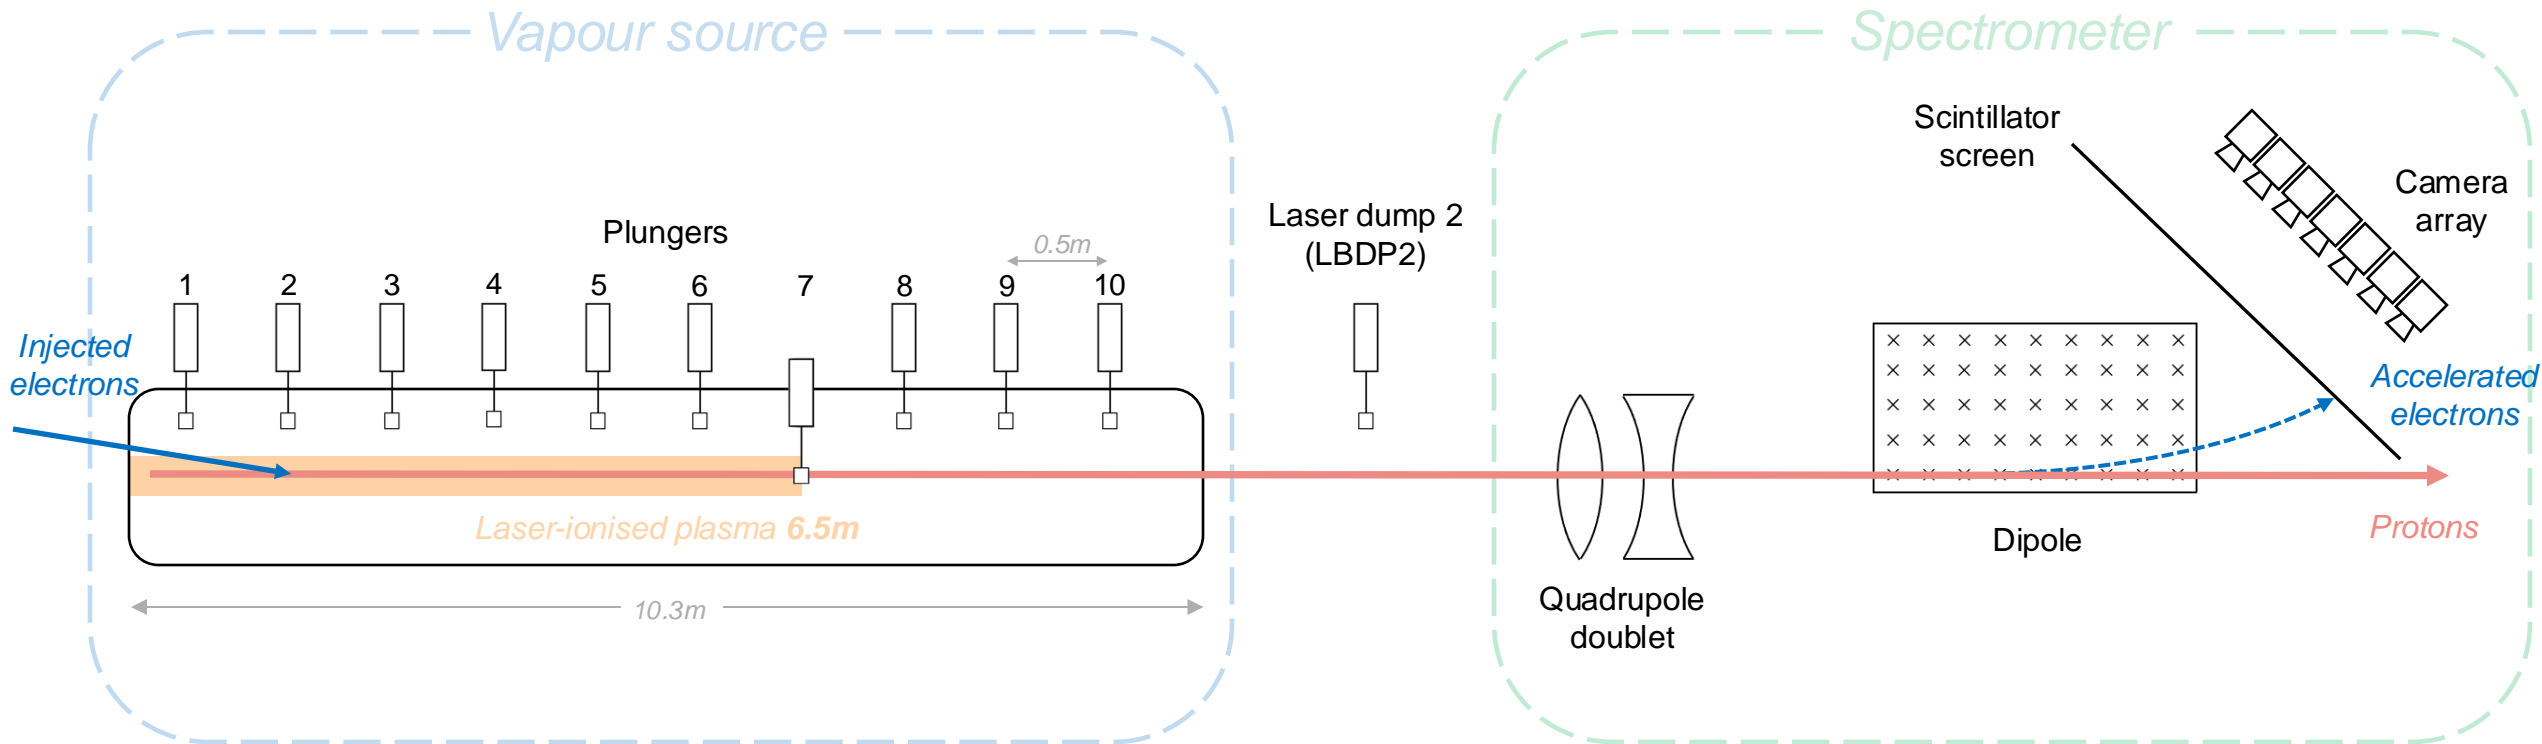 Vapour source
Spectrometer
Plungers
0.5m
1 2 3 4 5 6 7 8 9 10
Injected
electrons
Laser-ionised plasma 6.5m
10.3m
Laser dump 2
(LBDP2)
Quadrupole
doublet
Scintillator
screen
Camera
array
Accelerated
electrons
Dipole
Protons